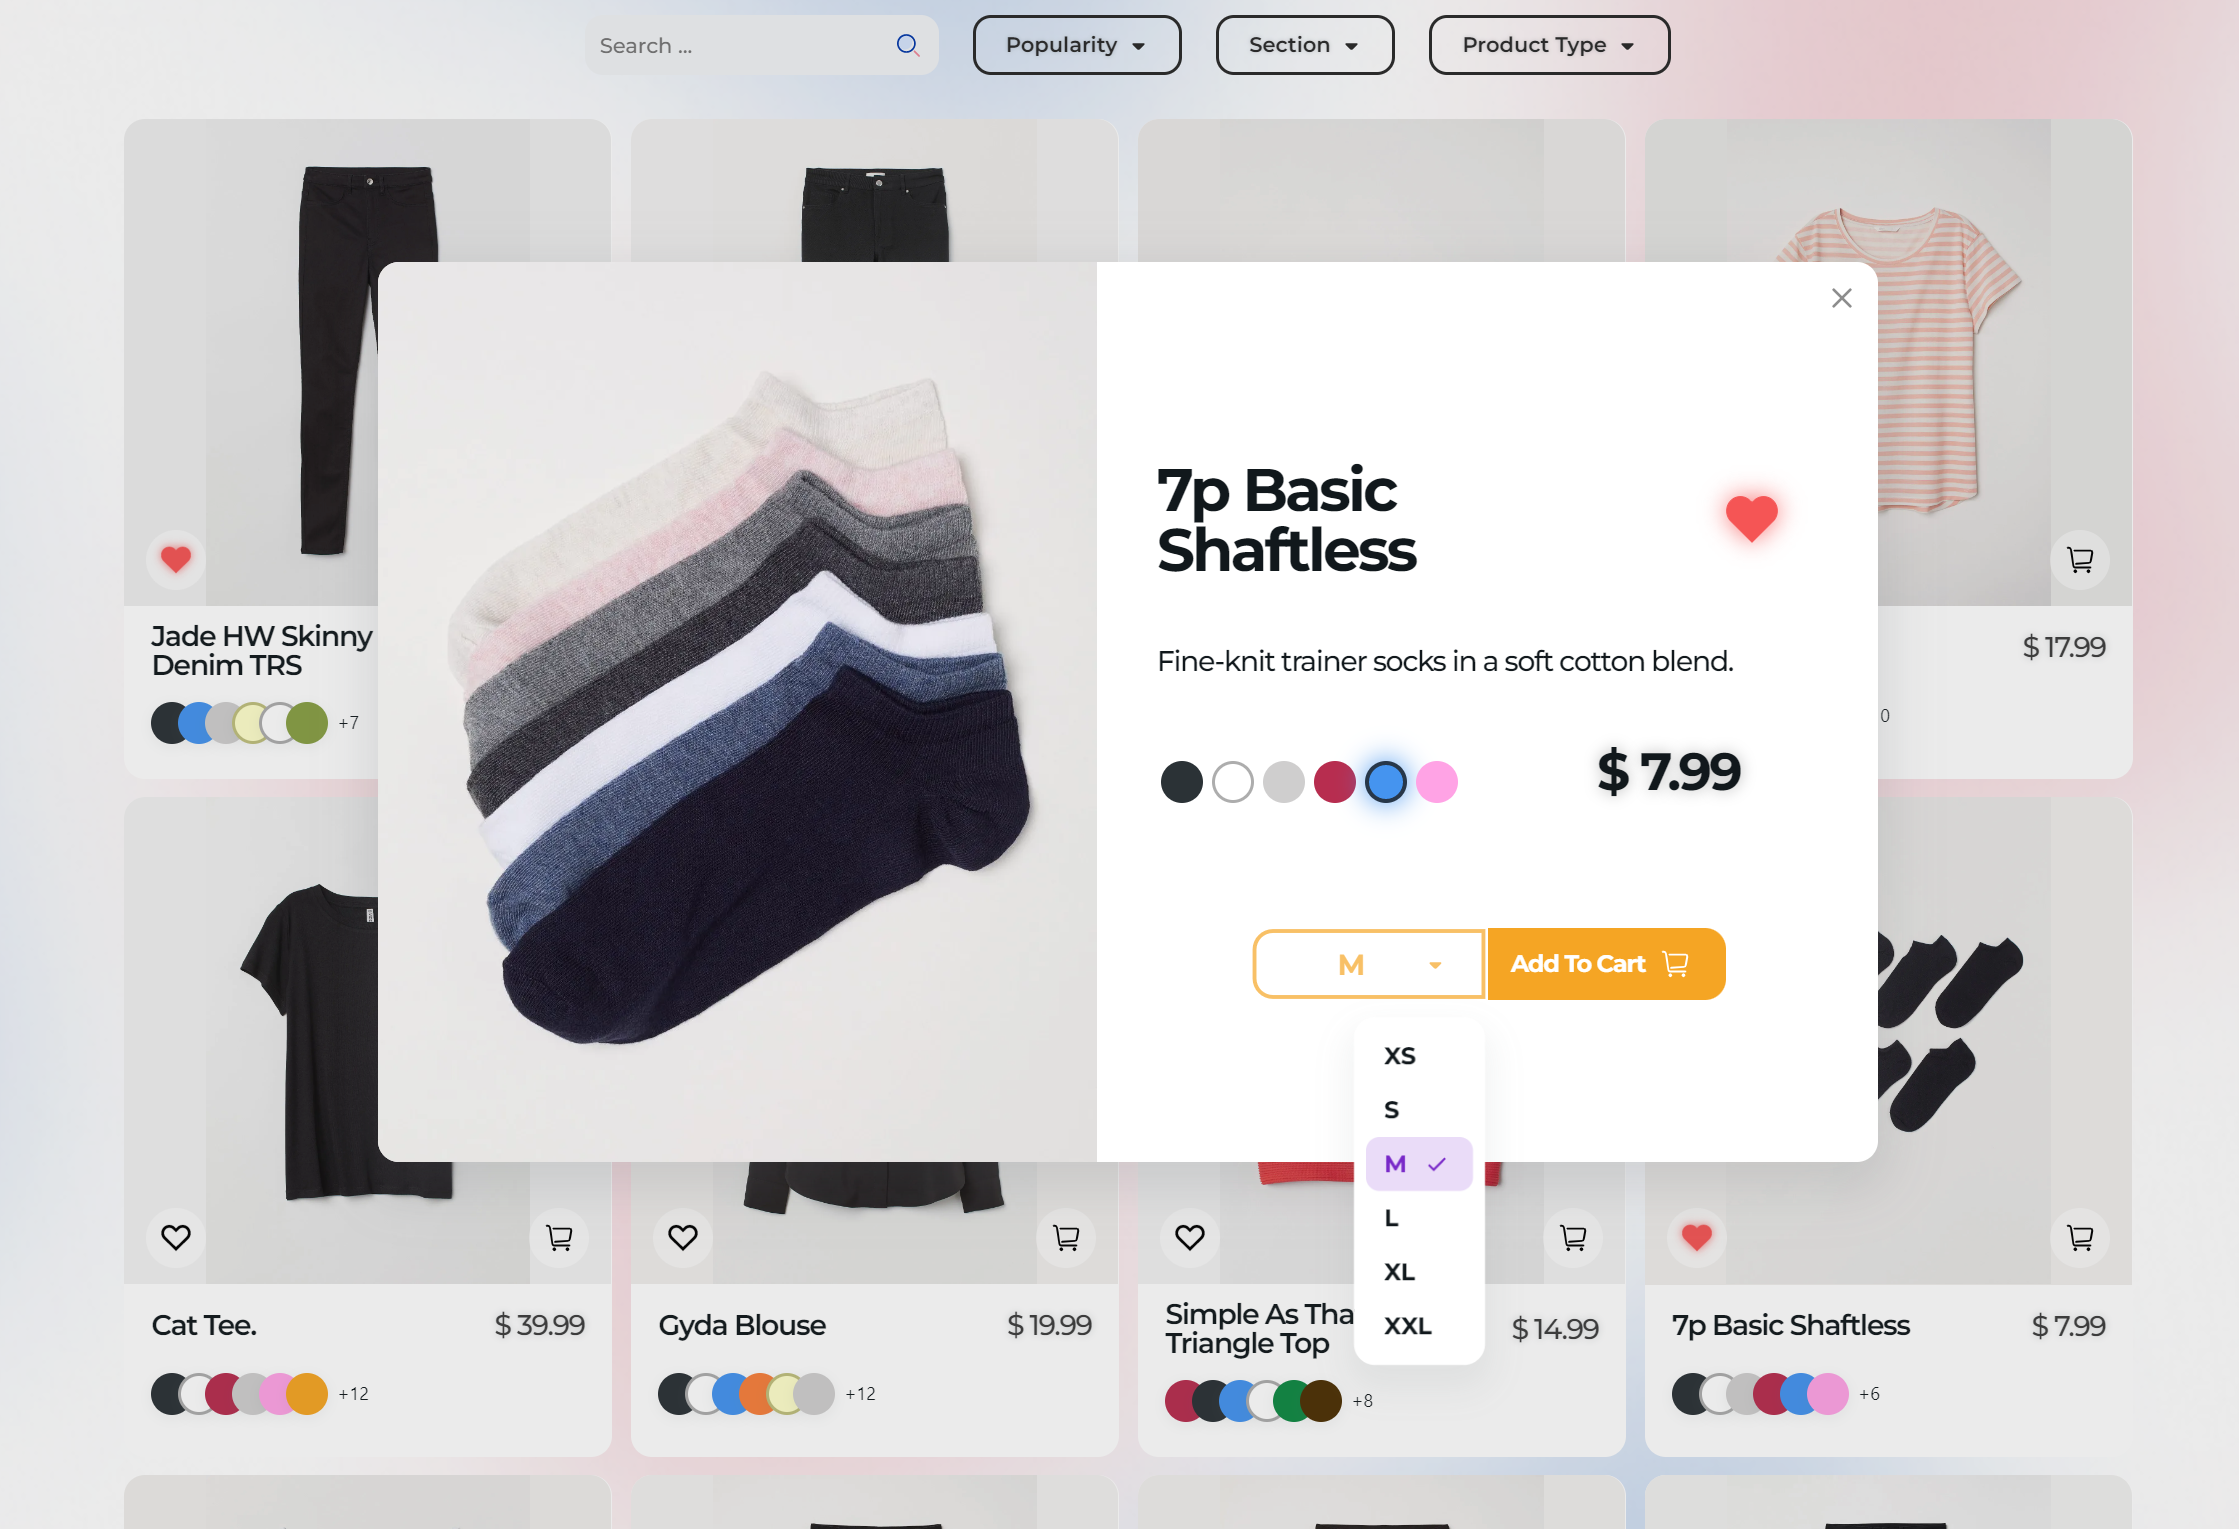 Search ...
Popularity
Section
Product Type
Jade HW Skinny
Denim TRS
+7
$ 17.99
0
7p Basic
Shaftless
Fine-knit trainer socks in a soft cotton blend.
$ 7.99
M
Add To Cart
XS
S
M
L
XL
XXL
Cat Tee.
$ 39.99
+12
Gyda Blouse
$ 19.99
+12
Simple As Tha
Triangle Top
$ 14.99
+8
7p Basic Shaftless
$ 7.99
+6